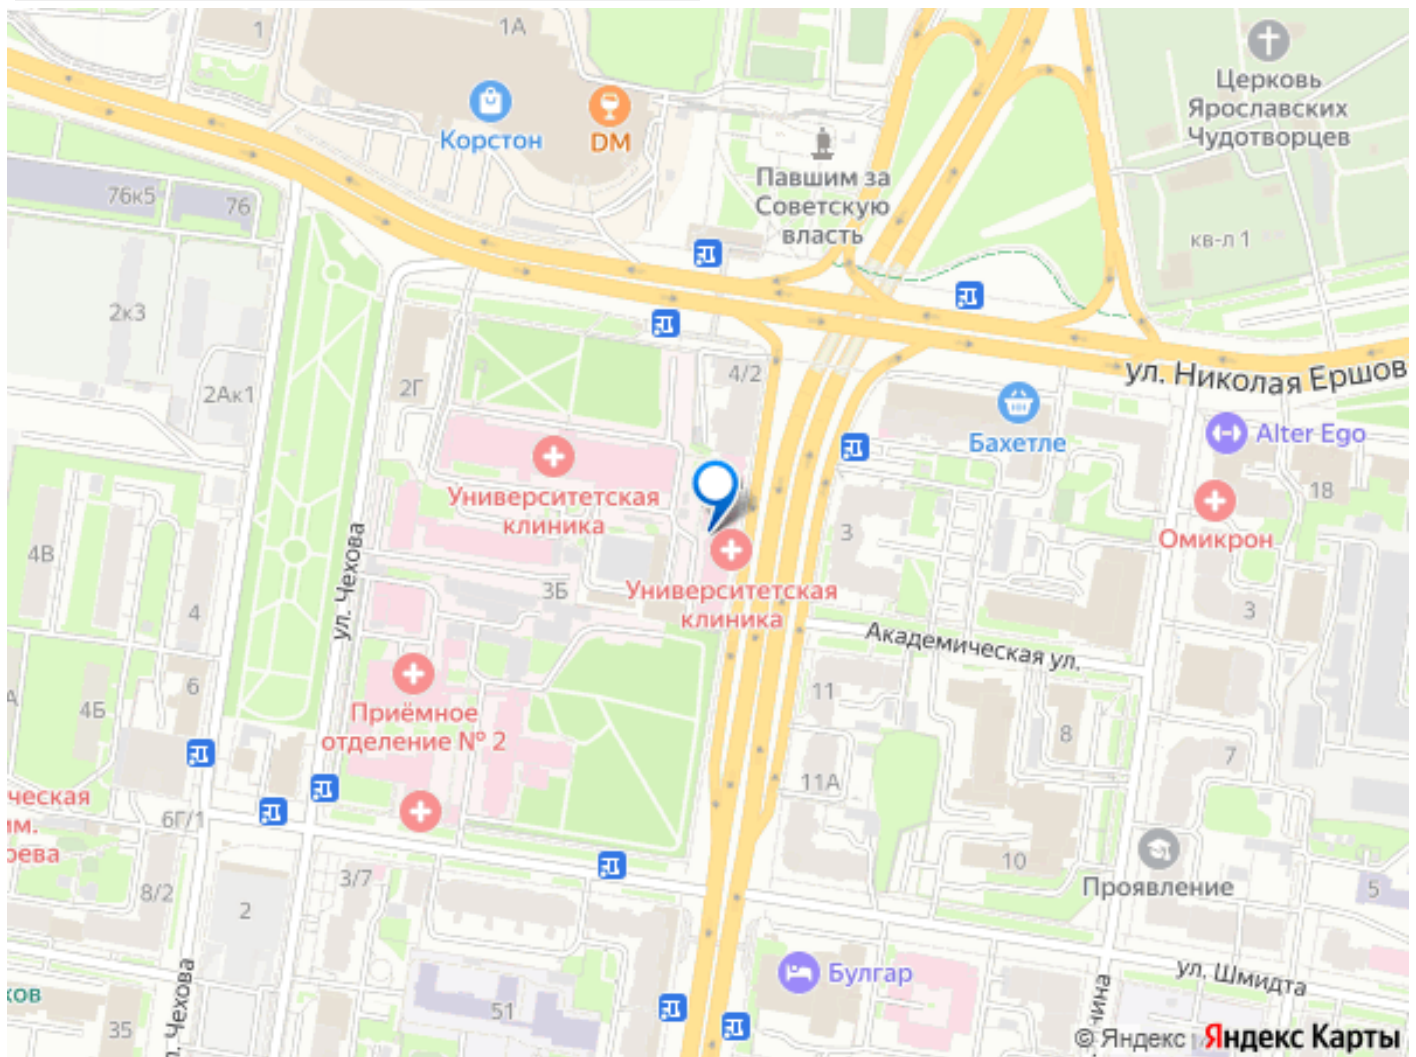 1
1А
Церковь
Ярославских
Чудотворцев
Корстон
DM
Павшим за
Советскую
власть
76к5
76
кв-л 1
2к3
2Ак1
2Г
4/2
ул. Николая Ершов
Бахетле
Alter Ego
18
Университетская
клиника
Омикрон
4В
ул. Чехова
3
3Б
Университетская
клиника
4
3
Академическая ул.
6
4Б
Приёмное
отделение № 2
11
8
7
11А
ческая
им.
рева
6Г/1
10
Проявление
3/7
8/2
2
5
Булгар
ул. Шмидта
ков
35
л. Чехова
51
чина
© Яндекс Яндекс Карты